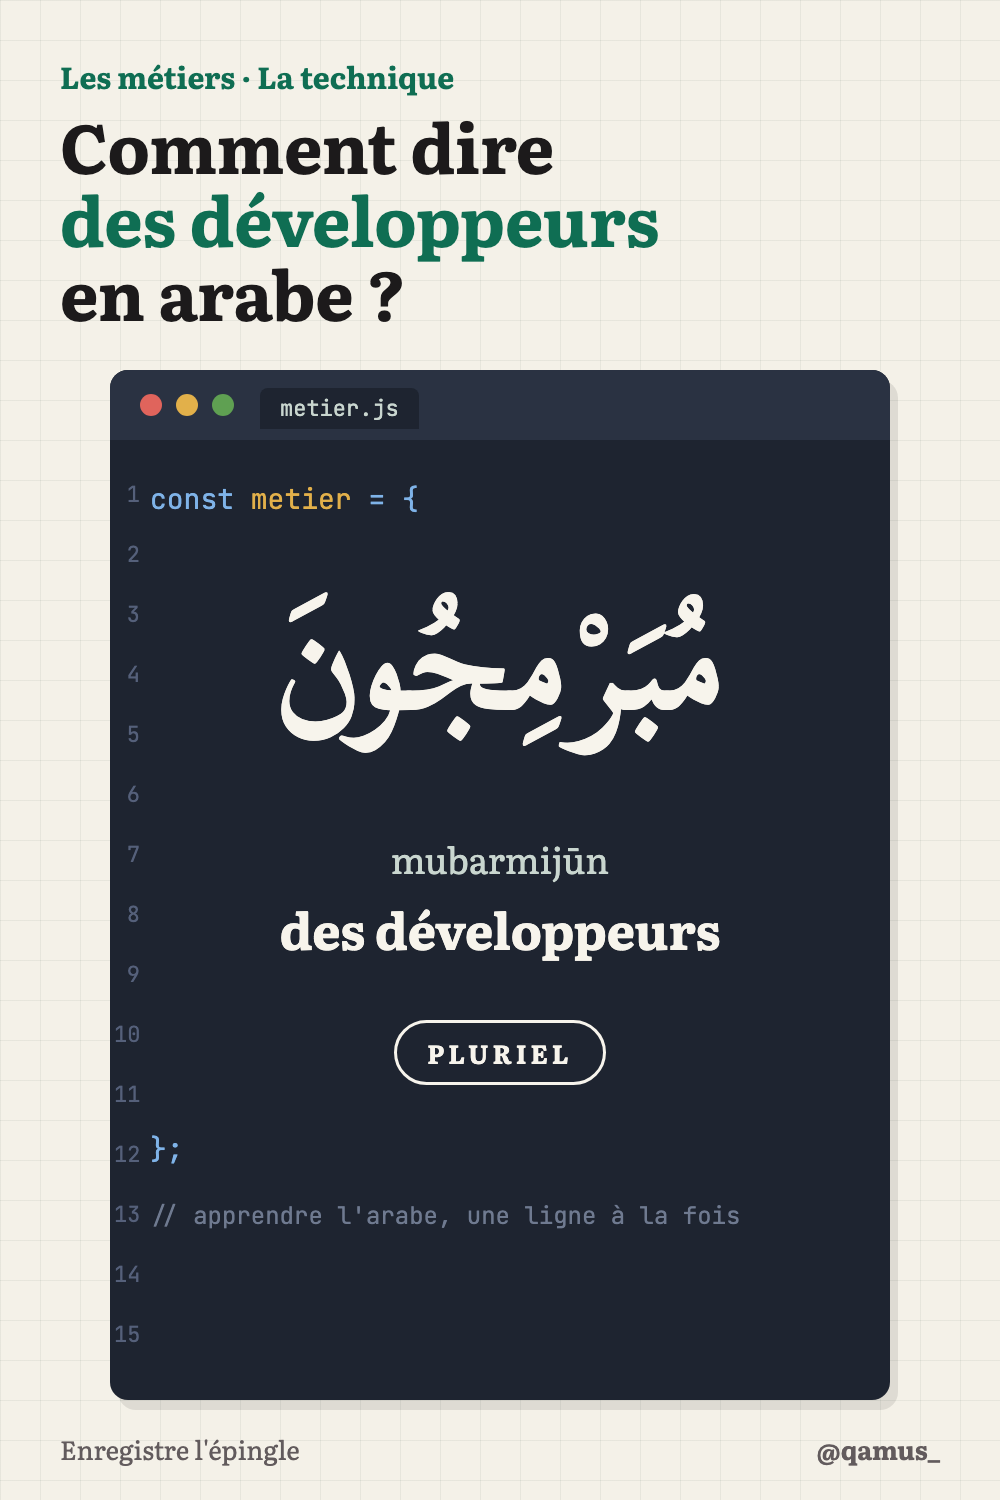 Les métiers · La technique
Comment dire
des développeurs
en arabe ?
metier.js
1 const metier = {
2
3
مُبَرْمِجُونَ
4
5
6
7
mubarmijūn
8
des développeurs
9
10
PLURIEL
11
12 };
13 // apprendre l'arabe, une ligne à la fois
14
15
Enregistre l'épingle
@qamus_